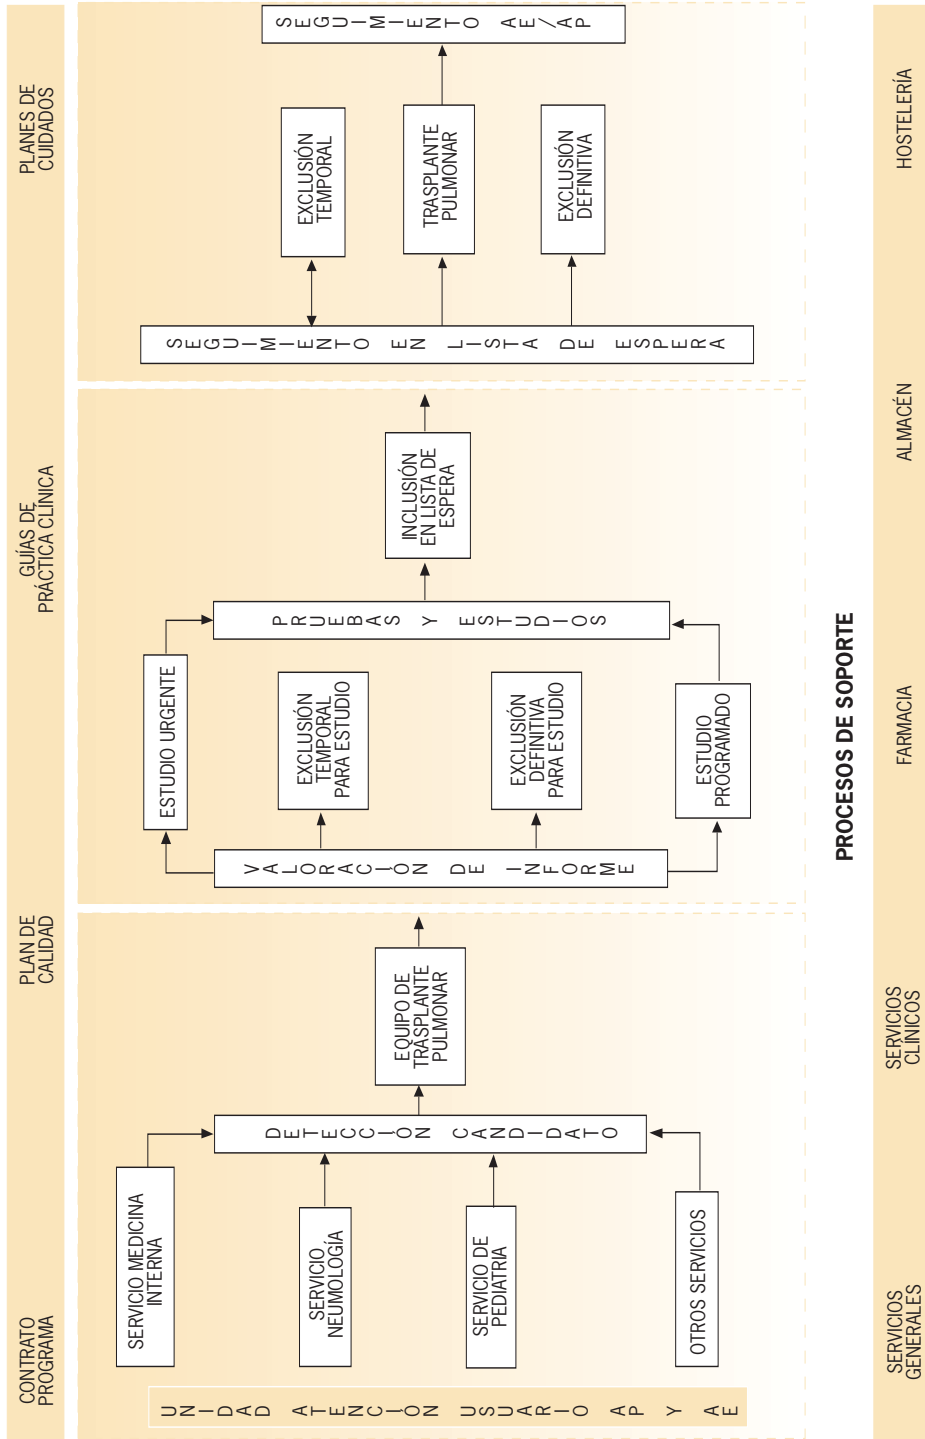 CONTRATO
PROGRAMA
PLAN DE
CALIDAD
GUÍAS DE
PRÁCTICA CLÍNICA
PLANES DE
CUIDADOS
UNIDAD ATENCIÓN USUARIO AP Y AE
SERVICIO MEDICINA
INTERNA
SERVICIO
NEUMOLOGÍA
SERVICIO DE
PEDIATRIA
OTROS SERVICIOS
DETECCIÓN CANDIDATO
EQUIPO DE
TRASPLANTE
PULMONAR
VALORACIÓN DE INFORME
ESTUDIO URGENTE
EXCLUSIÓN
TEMPORAL
PARA ESTUDIO
EXCLUSIÓN
DEFINITIVA
PARA ESTUDIO
ESTUDIO
PROGRAMADO
PRUEBAS Y ESTUDIOS
INCLUSIÓN
EN LISTA DE
ESPERA
SEGUIMIENTO EN LISTA DE ESPERA
EXCLUSIÓN
TEMPORAL
TRASPLANTE
PULMONAR
EXCLUSIÓN
DEFINITIVA
SEGUIMIENTO AE/AP
PROCESOS DE SOPORTE
SERVICIOS
GENERALES
SERVICIOS
CLÍNICOS
FARMACIA
ALMACÉN
HOSTELERÍA